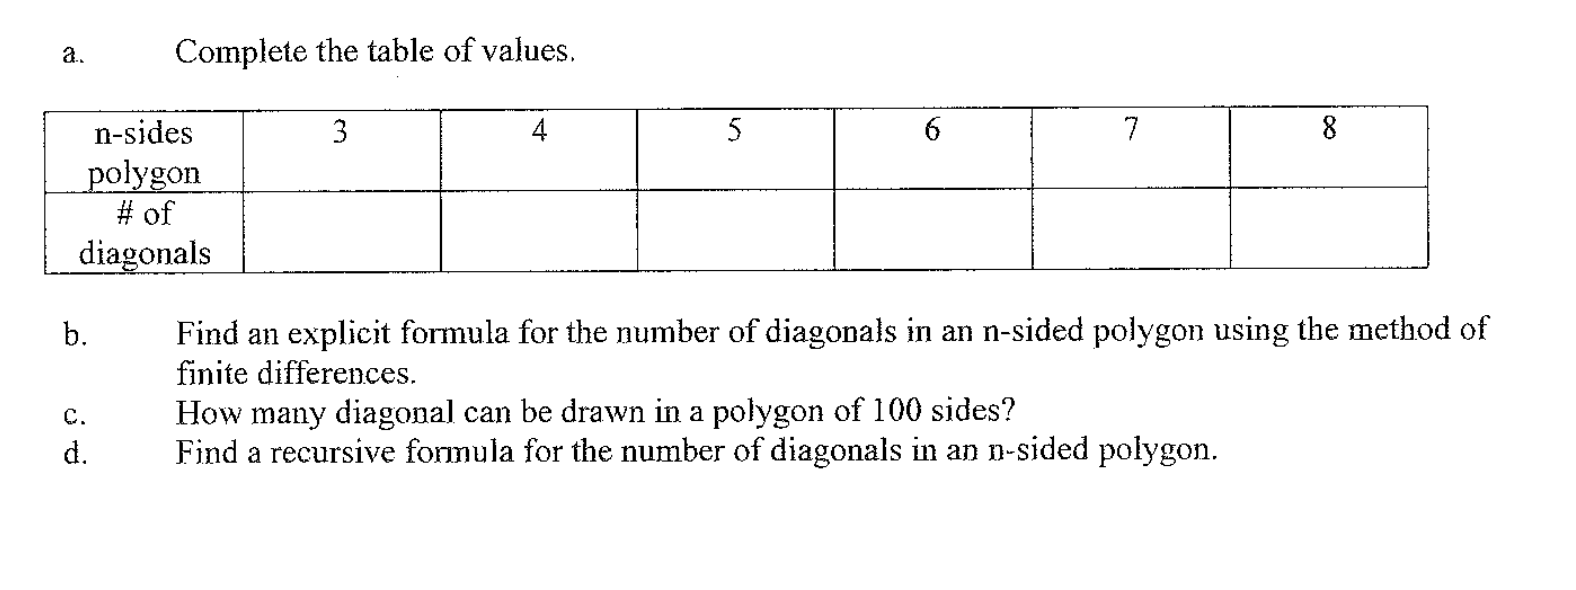 a. Complete the table of values.
n-sides polygon 3 4 5 6 7 8
# of diagonals
b. Find an explicit formula for the number of diagonals in an n-sided polygon using the method of
finite differences.
c. How many diagonal can be drawn in a polygon of 100 sides?
d. Find a recursive formula for the number of diagonals in an n-sided polygon.